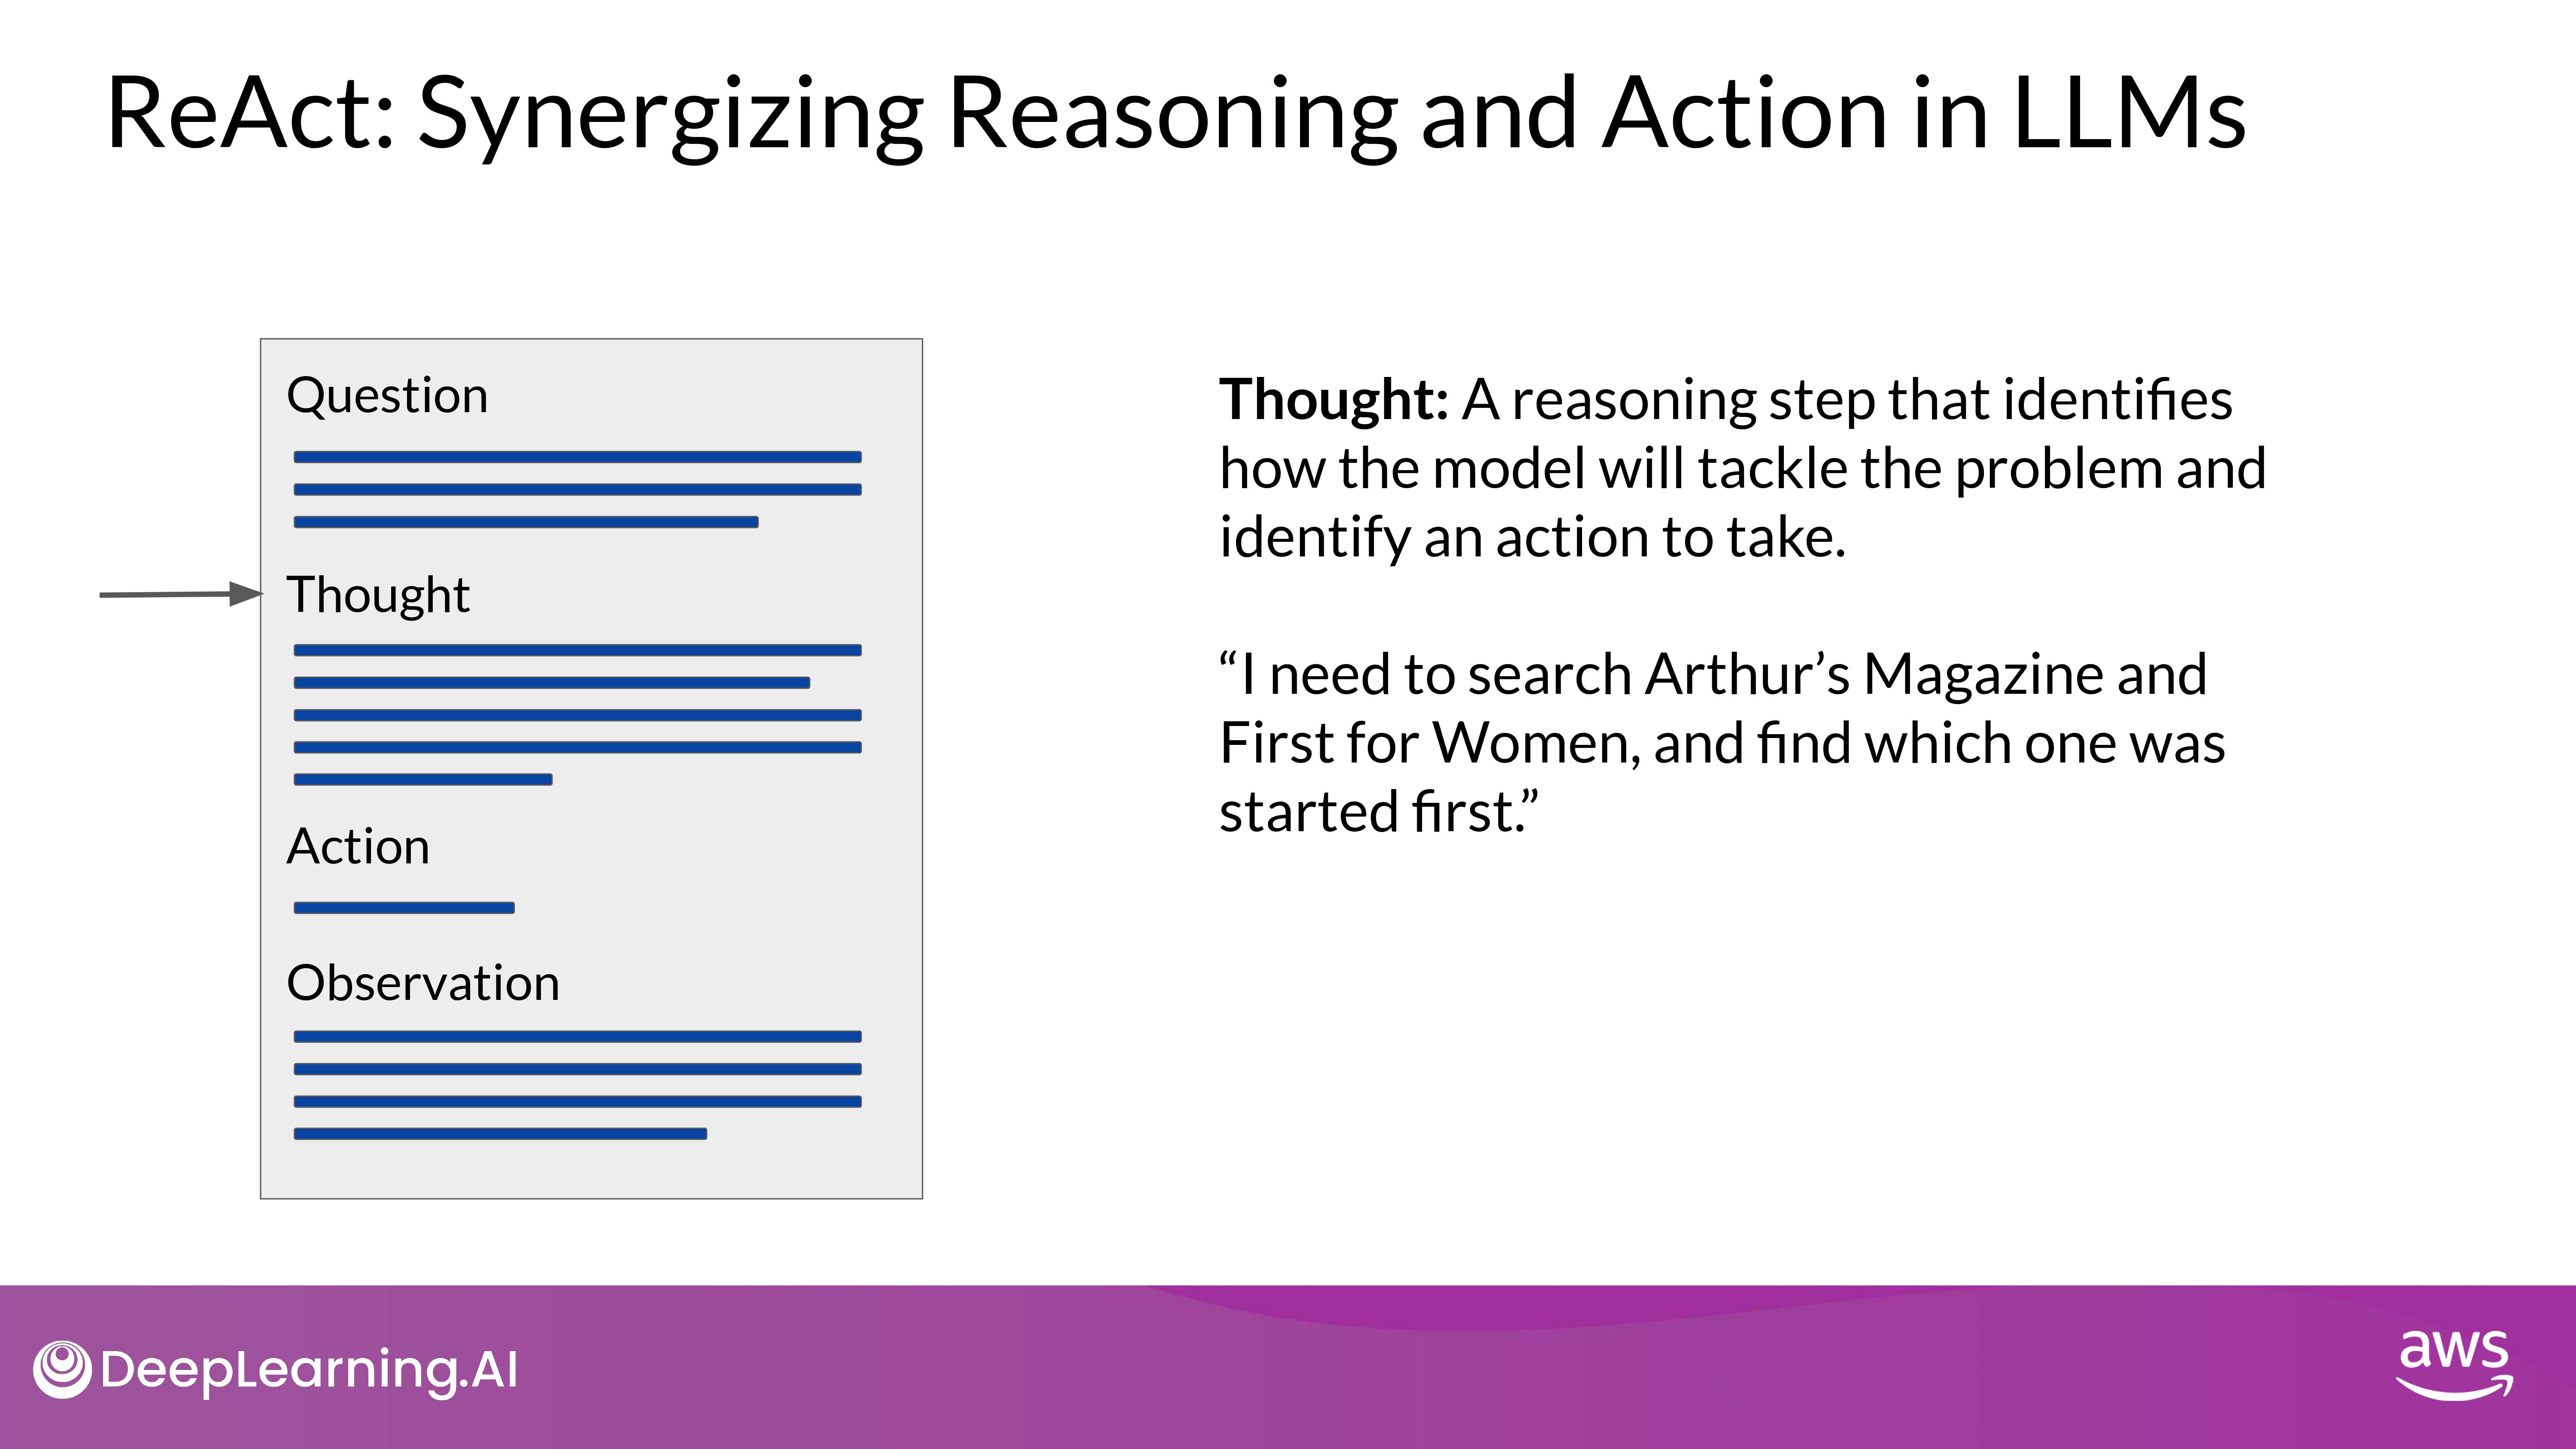 ReAct: Synergizing Reasoning and Action in LLMs
Question
Thought
Action
Observation
Thought: A reasoning step that identifies
how the model will tackle the problem and
identify an action to take.
“I need to search Arthur’s Magazine and
First for Women, and find which one was
started first.”
DeepLearning.AI
aws